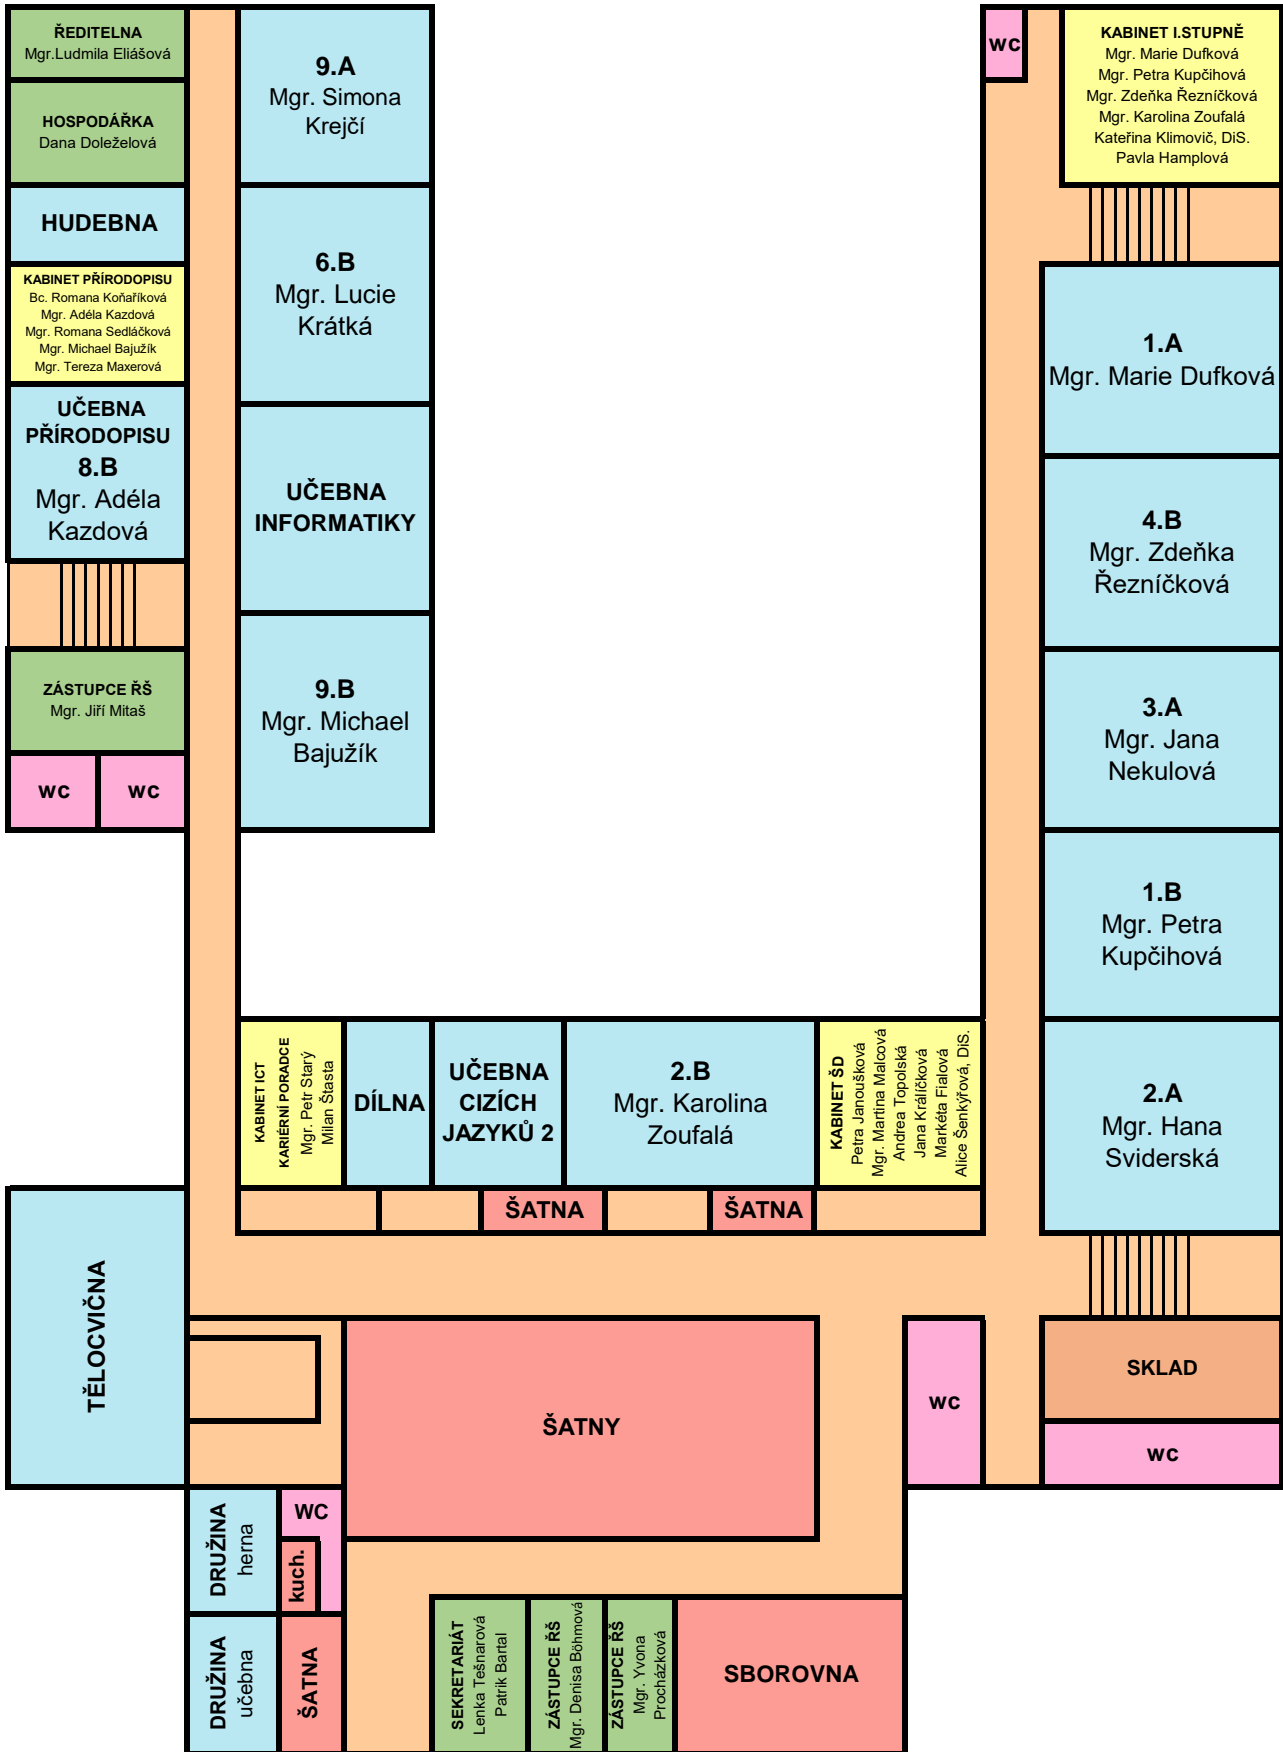 ŘEDITELNA
Mgr.Ludmila Eliášová
HOSPODÁŘKA
Dana Doleželová
HUDEBNA
KABINET PŘÍRODOPISU
Bc. Romana Koňaříková
Mgr. Adéla Kazdová
Mgr. Romana Sedláčková
Mgr. Michael Bajužík
Mgr. Tereza Maxerová
UČEBNA
PŘÍRODOPISU
8.B
Mgr. Adéla
Kazdová
ZÁSTUPCE ŘŠ
Mgr. Jiří Mitaš
WC
WC
9.A
Mgr. Simona
Krejčí
6.B
Mgr. Lucie
Krátká
UČEBNA
INFORMATIKY
9.B
Mgr. Michael
Bajužík
WC
KABINET I.STUPNĚ
Mgr. Marie Dufková
Mgr. Petra Kupčihová
Mgr. Zdeňka Řezníčková
Mgr. Karolina Zoufalá
Kateřina Klimovič, DiS.
Pavla Hamplová
1.A
Mgr. Marie Dufková
4.B
Mgr. Zdeňka
Řezníčková
3.A
Mgr. Jana
Nekulová
1.B
Mgr. Petra
Kupčihová
2.A
Mgr. Hana
Sviderská
KABINET ICT
KARIÉRNÍ PORADCE
Mgr. Petr Starý
Milan Štasta
DÍLNA
UČEBNA
CIZÍCH
JAZYKŮ 2
2.B
Mgr. Karolina
Zoufalá
KABINET ŠD
Petra Janoušková
Mgr. Martina Malcová
Andrea Topolská
Jana Králíčková
Markéta Fialová
Alice Šenkýřová, DiS.
ŠATNA
ŠATNA
TĚLOCVIČNA
ŠATNY
WC
SKLAD
WC
DRUŽINA
herna
WC
kuch.
DRUŽINA
učebna
ŠATNA
SEKRETARIÁT
Lenka Tešnarová
Patrik Bartal
ZÁSTUPCE ŘŠ
Mgr. Denisa Böhmová
ZÁSTUPCE ŘŠ
Mgr. Yvona
Procházková
SBOROVNA